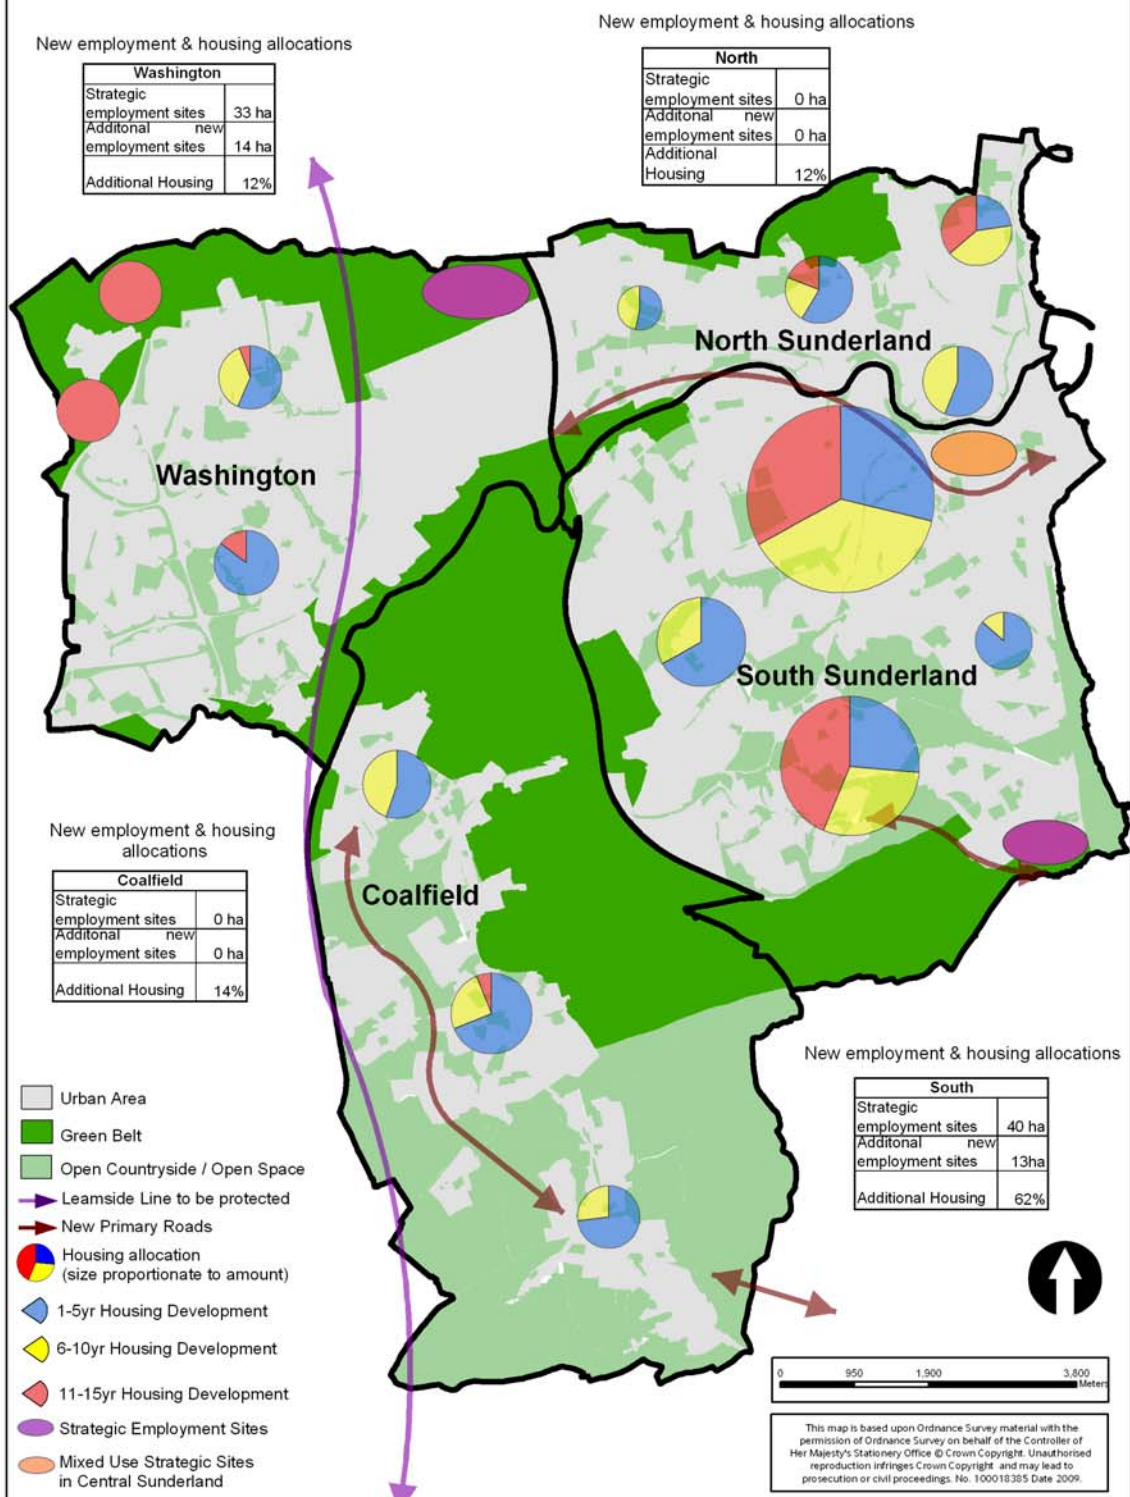 New employment & housing allocations
Washington
Strategic
employment sites 33 ha
Additonal new
employment sites 14 ha
Additional Housing 12%
New employment & housing allocations
North
Strategic
employment sites 0 ha
Additonal new
employment sites 0 ha
Additional
Housing 12%
North Sunderland
Washington
South Sunderland
Coalfield
New employment & housing
allocations
Coalfield
Strategic
employment sites 0 ha
Additonal new
employment sites 0 ha
Additional Housing 14%
New employment & housing allocations
South
Strategic
employment sites 40 ha
Additonal new
employment sites 13ha
Additional Housing 62%
Urban Area
Green Belt
Open Countryside / Open Space
Leamside Line to be protected
New Primary Roads
Housing allocation
(size proportionate to amount)
1-5yr Housing Development
6-10yr Housing Development
11-15yr Housing Development
Strategic Employment Sites
Mixed Use Strategic Sites
in Central Sunderland
0 950 1,900 3,800
Meters
This map is based upon Ordnance Survey material with the
permission of Ordnance Survey on behalf of the Controller of
Her Majesty's Stationery Office © Crown Copyright. Unauthorised
reproduction infringes Crown Copyright and may lead to
prosecution or civil proceedings. No. 100018385 Date 2009.